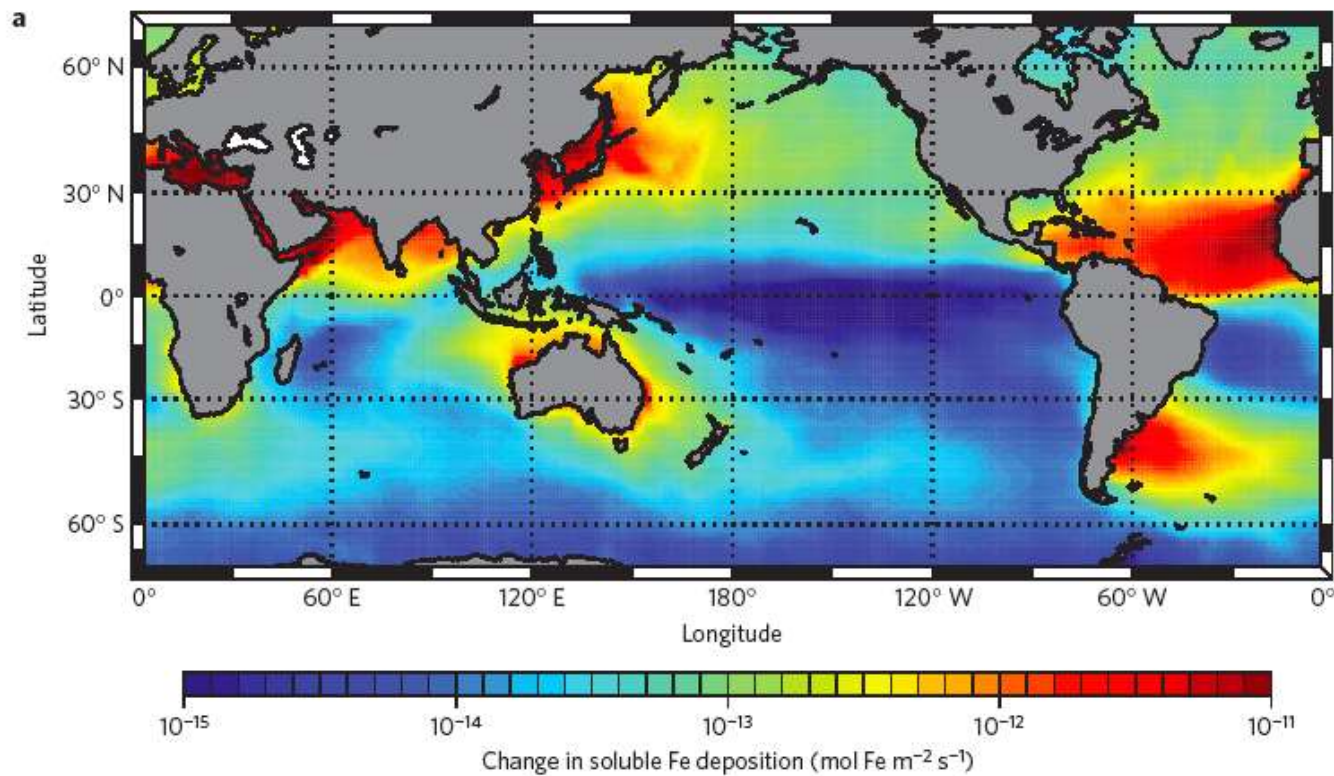 a
60° N
30° N
0°
30° S
60° S
Latitude
0°
60° E
120° E
180°
120° W
60° W
0°
Longitude
10⁻¹⁵
10⁻¹⁴
10⁻¹³
10⁻¹²
10⁻¹¹
Change in soluble Fe deposition (mol Fe m⁻² s⁻¹)